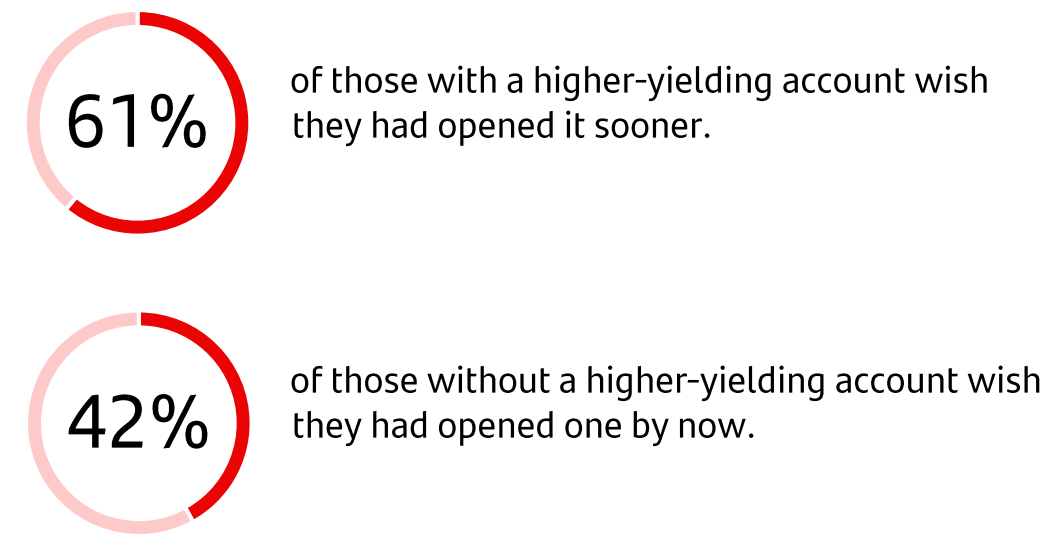 61%
of those with a higher-yielding account wish
they had opened it sooner.
42%
of those without a higher-yielding account wish
they had opened one by now.